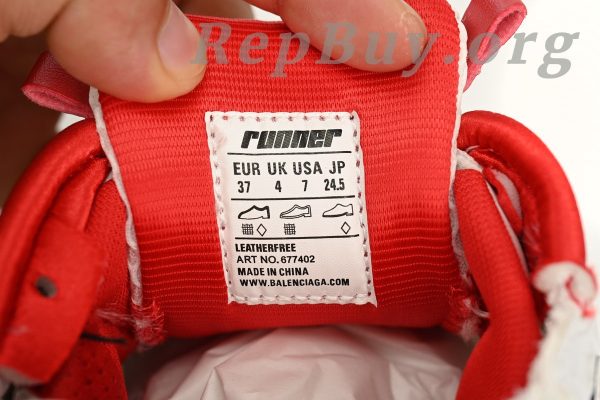 RepBuy.org
runner
EUR UK USA JP
37 4 7 24.5
LEATHERFREE
ART NO.677402
MADE IN CHINA
WWW.BALENCIAGA.COM